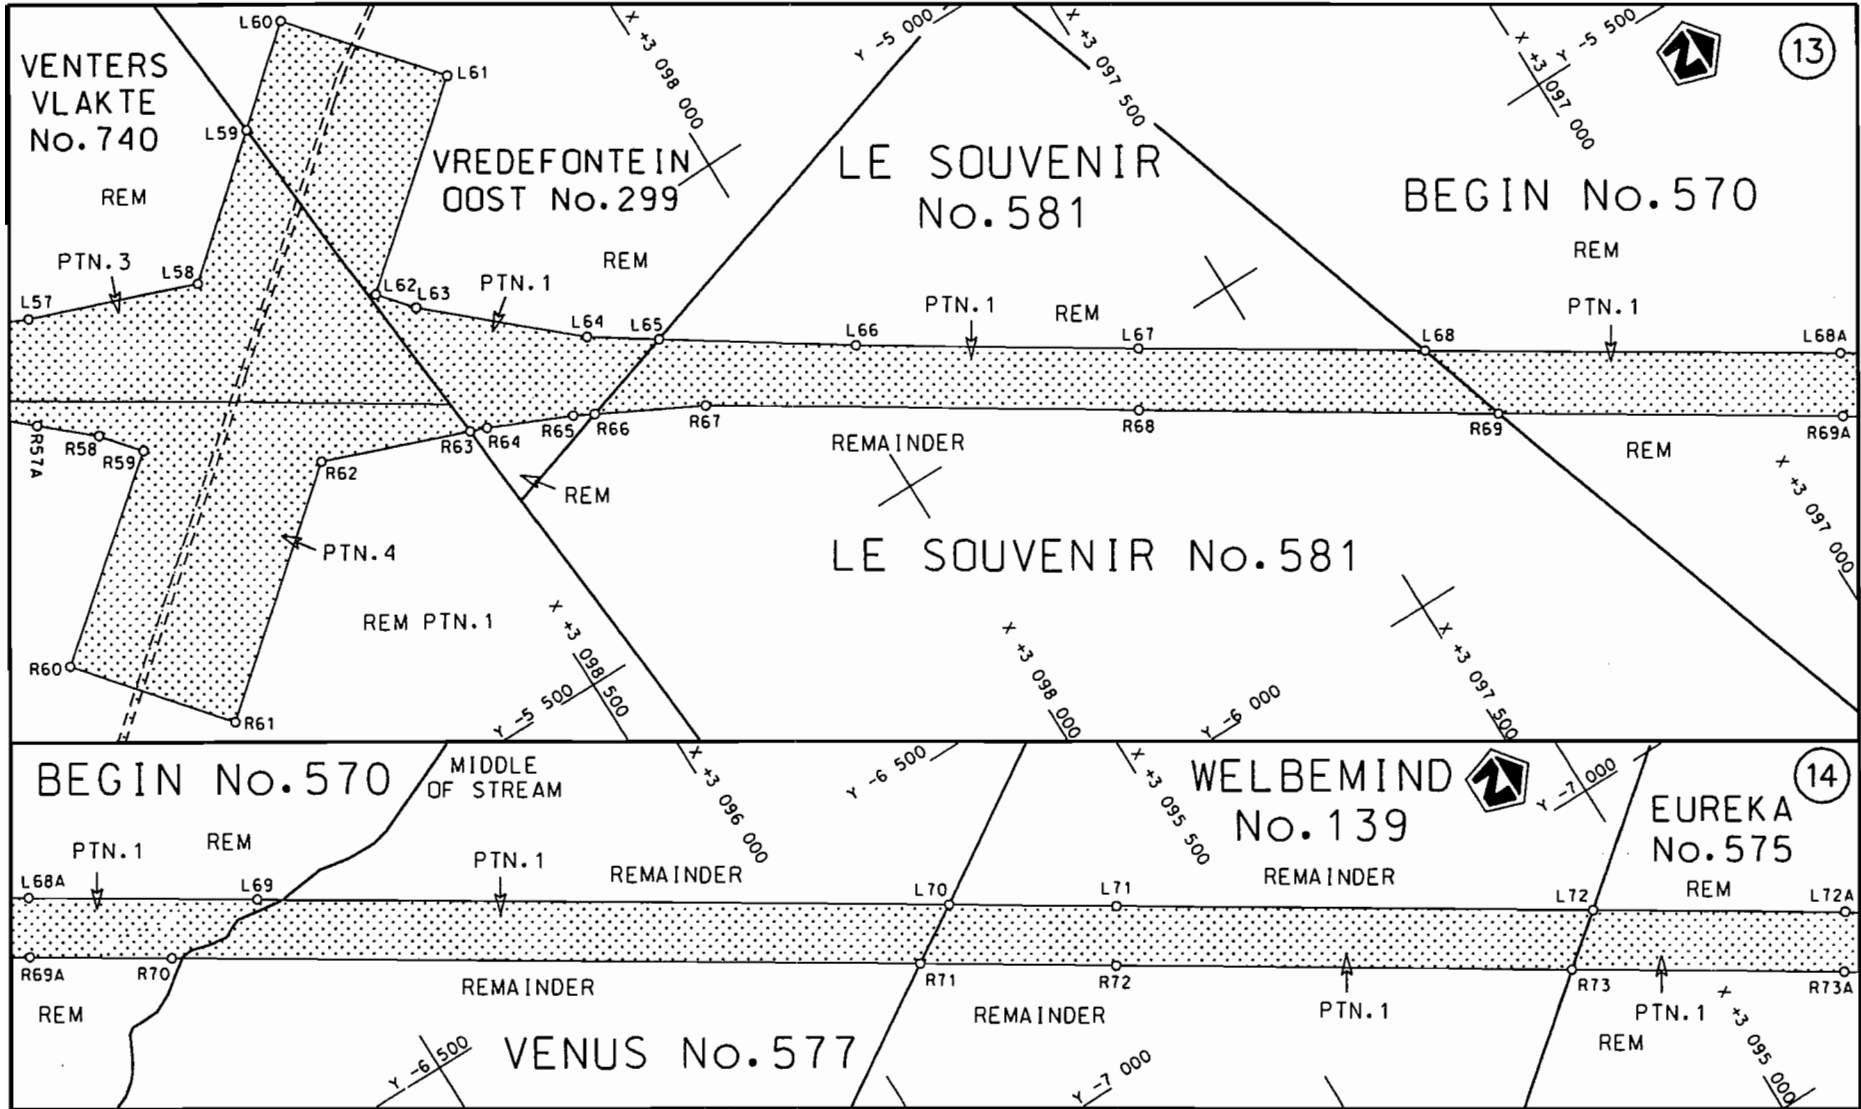 L60
L61
VENTERS
VLAKTE
No.740
REM
L59
X +3 098 000
Y -5 000
X +3 097 500
Y -5 500
X +3 097 000
13
VREDEFONTEIN
OOST No.299
REM
LE SOUVENIR
No.581
BEGIN No.570
REM
PTN.3
L57
L58
L62
L63
PTN.1
L64
L65
L66
PTN.1
REM
L67
L68
PTN.1
L68A
R57A
R58
R59
R62
R63
R64
R65
R66
R67
REMAINDER
R68
R69
REM
R69A
REM
PTN.4
LE SOUVENIR No.581
X +3 097 000
REM PTN.1
R60
R61
X +3 098 500
Y -5 500
X +3 098 000
Y -6 000
X +3 097 500
BEGIN No.570
MIDDLE
OF STREAM
X +3 096 000
Y -6 500
X +3 095 500
WELBEMIND
No.139
Y -7 000
14
EUREKA
No.575
REM
PTN.1
REM
PTN.1
REMAINDER
REMAINDER
L68A
L69
L70
L71
L72
L72A
R69A
R70
REMAINDER
R71
R72
R73
R73A
REM
REMAINDER
PTN.1
PTN.1
REM
X +3 095 000
Y -6 500
VENUS No.577
Y -7 000